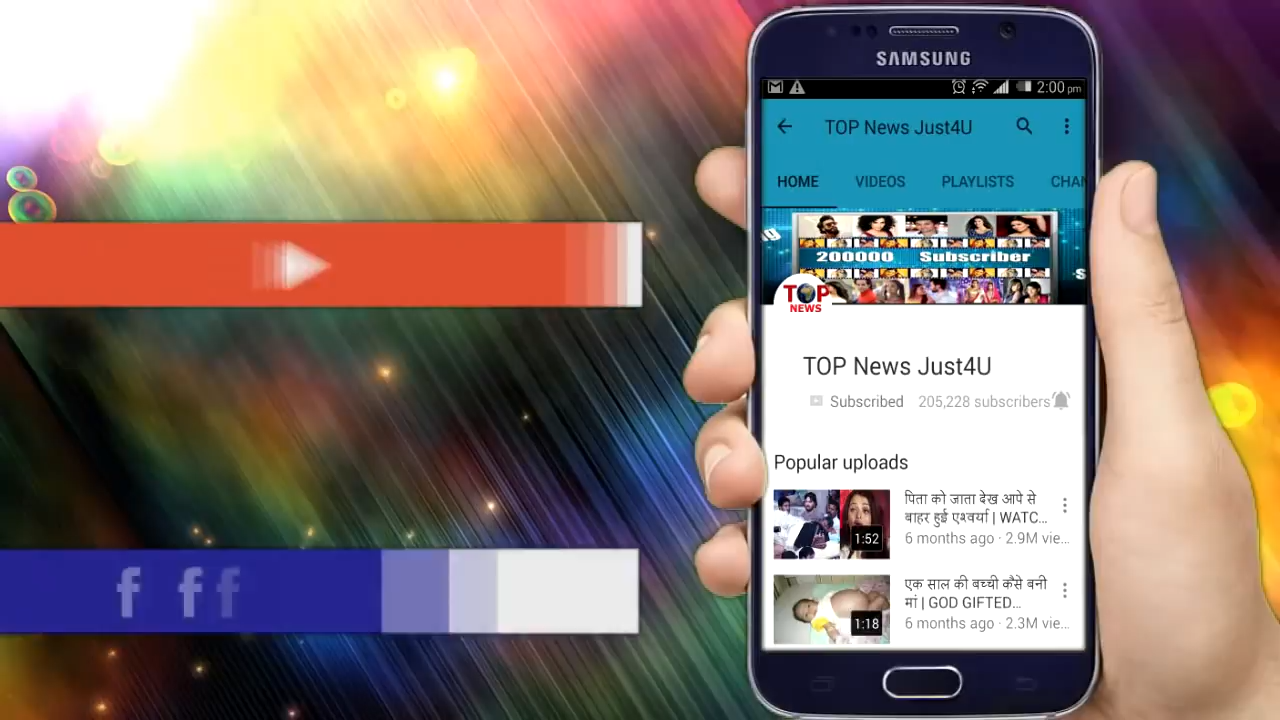 SAMSUNG
2:00 pm
TOP News Just4U
HOME VIDEOS PLAYLISTS CHAN
200000 Subscriber
TOP
NEWS
TOP News Just4U
Subscribed 205,228 subscribers
Popular uploads
पिता को जाता देख आपे से
बाहर हुई एश्वर्या | WATC...
1:52
6 months ago · 2.9M vie...
एक साल की बच्ची कैसे बनी
मां | GOD GIFTED...
1:18
6 months ago · 2.3M vie...
f f f